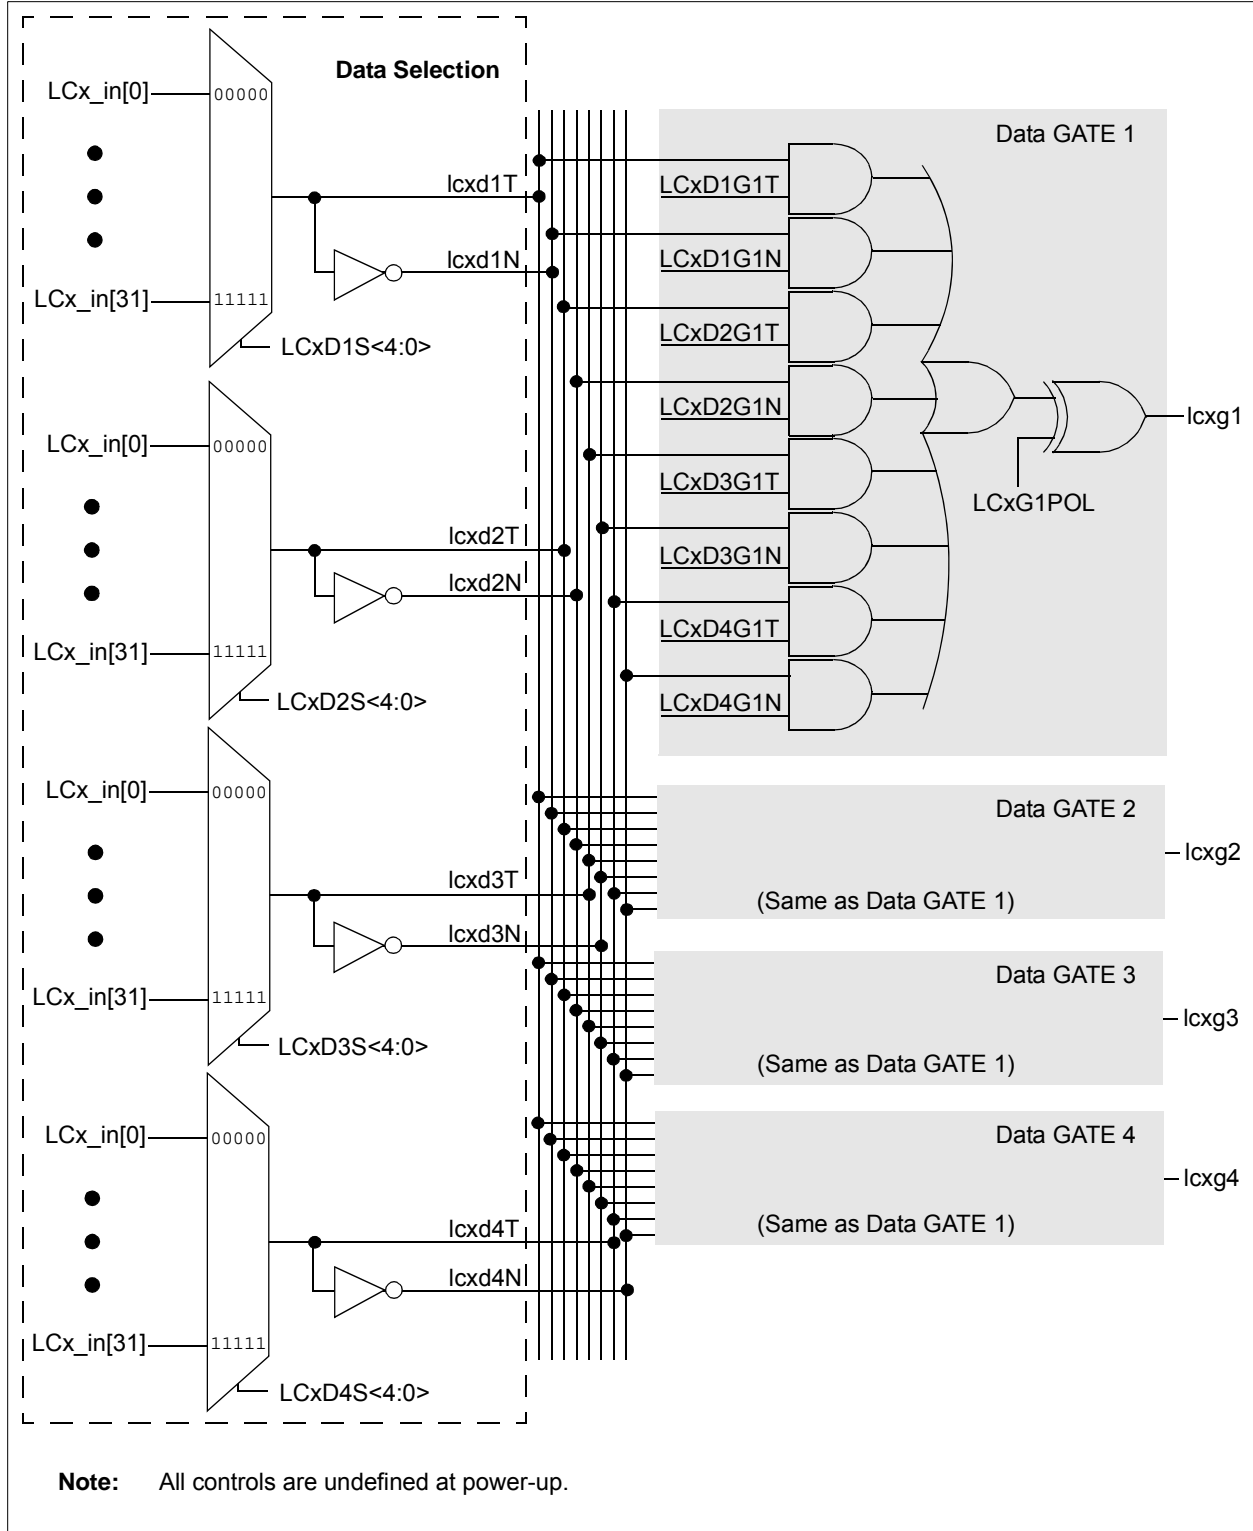 Data Selection
LCx_in[0]
00000
lcxd1T
lcxd1N
LCx_in[31]
11111
LCxD1S<4:0>
LCx_in[0]
00000
lcxd2T
lcxd2N
LCx_in[31]
11111
LCxD2S<4:0>
LCx_in[0]
00000
lcxd3T
lcxd3N
LCx_in[31]
11111
LCxD3S<4:0>
LCx_in[0]
00000
lcxd4T
lcxd4N
LCx_in[31]
11111
LCxD4S<4:0>
Data GATE 1
LCxD1G1T
LCxD1G1N
LCxD2G1T
LCxD2G1N
LCxD3G1T
LCxD3G1N
LCxD4G1T
LCxD4G1N
LCxG1POL
lcxg1
Data GATE 2
(Same as Data GATE 1)
lcxg2
Data GATE 3
(Same as Data GATE 1)
lcxg3
Data GATE 4
(Same as Data GATE 1)
lcxg4
Note: All controls are undefined at power-up.